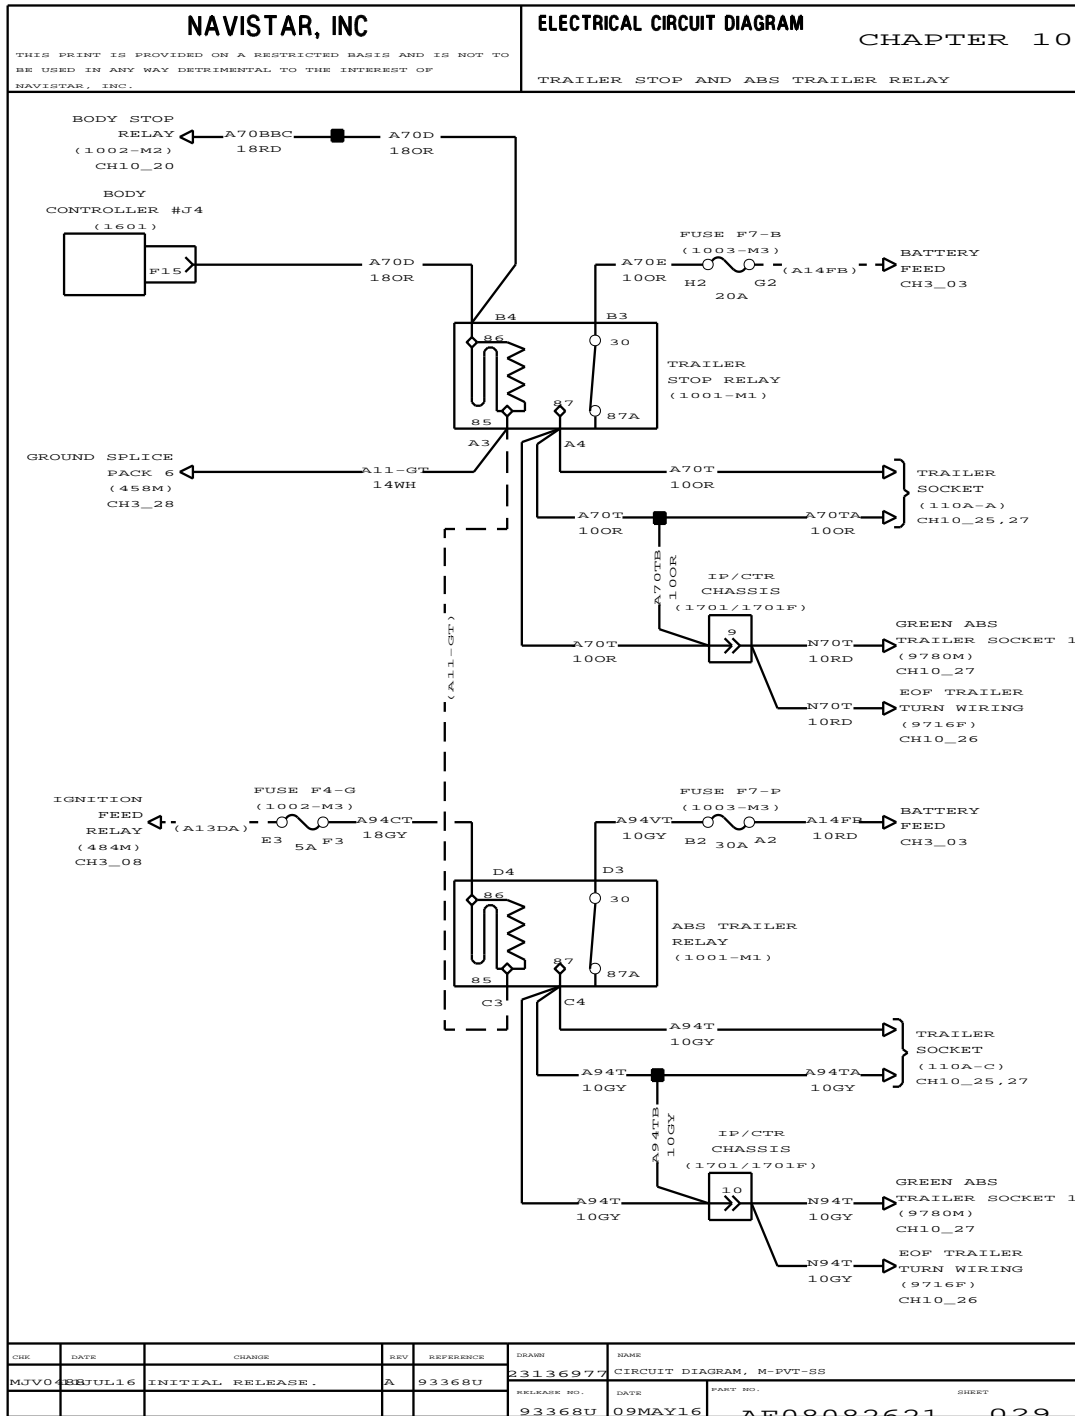 NAVISTAR, INC
THIS PRINT IS PROVIDED ON A RESTRICTED BASIS AND IS NOT TO
BE USED IN ANY WAY DETRIMENTAL TO THE INTEREST OF
NAVISTAR, INC.
ELECTRICAL CIRCUIT DIAGRAM
CHAPTER 10
TRAILER STOP AND ABS TRAILER RELAY
BODY STOP
RELAY
(1002-M2)
CH10_20
A70BBC
18RD
A70D
18OR
BODY
CONTROLLER #J4
(1601)
F15
A70D
18OR
A70E
10OR
FUSE F7-B
(1003-M3)
H2
G2
20A
(A14FB)
BATTERY
FEED
CH3_03
B4
B3
86
30
85
87
87A
TRAILER
STOP RELAY
(1001-M1)
A3
A4
GROUND SPLICE
PACK 6
(458M)
CH3_28
A11-GT
14WH
A70T
10OR
TRAILER
SOCKET
(110A-A)
CH10_25,27
A70T
10OR
A70TA
10OR
A70TB
10OR
IP/CTR
CHASSIS
(1701/1701F)
9
A70T
10OR
N70T
10RD
GREEN ABS
TRAILER SOCKET 1
(9780M)
CH10_27
(A11-GT)
N70T
10RD
EOF TRAILER
TURN WIRING
(9716F)
CH10_26
IGNITION
FEED
RELAY
(484M)
CH3_08
(A13DA)
FUSE F4-G
(1002-M3)
E3
F3
5A
A94CT
18GY
A94VT
10GY
FUSE F7-P
(1003-M3)
B2
A2
30A
A14FP
10RD
BATTERY
FEED
CH3_03
D4
D3
86
30
85
87
87A
ABS TRAILER
RELAY
(1001-M1)
C3
C4
A94T
10GY
TRAILER
SOCKET
(110A-C)
CH10_25,27
A94T
10GY
A94TA
10GY
A94TB
10GY
IP/CTR
CHASSIS
(1701/1701F)
10
A94T
10GY
N94T
10GY
GREEN ABS
TRAILER SOCKET 1
(9780M)
CH10_27
N94T
10GY
EOF TRAILER
TURN WIRING
(9716F)
CH10_26
CHK
DATE
CHANGE
REV
REFERENCE
INITIAL RELEASE.
A
93368U
DRAWN
23136977
NAME
CIRCUIT DIAGRAM, M-PVT-SS
RELEASE NO.
93368U
DATE
09MAY16
PART NO.
SHEET